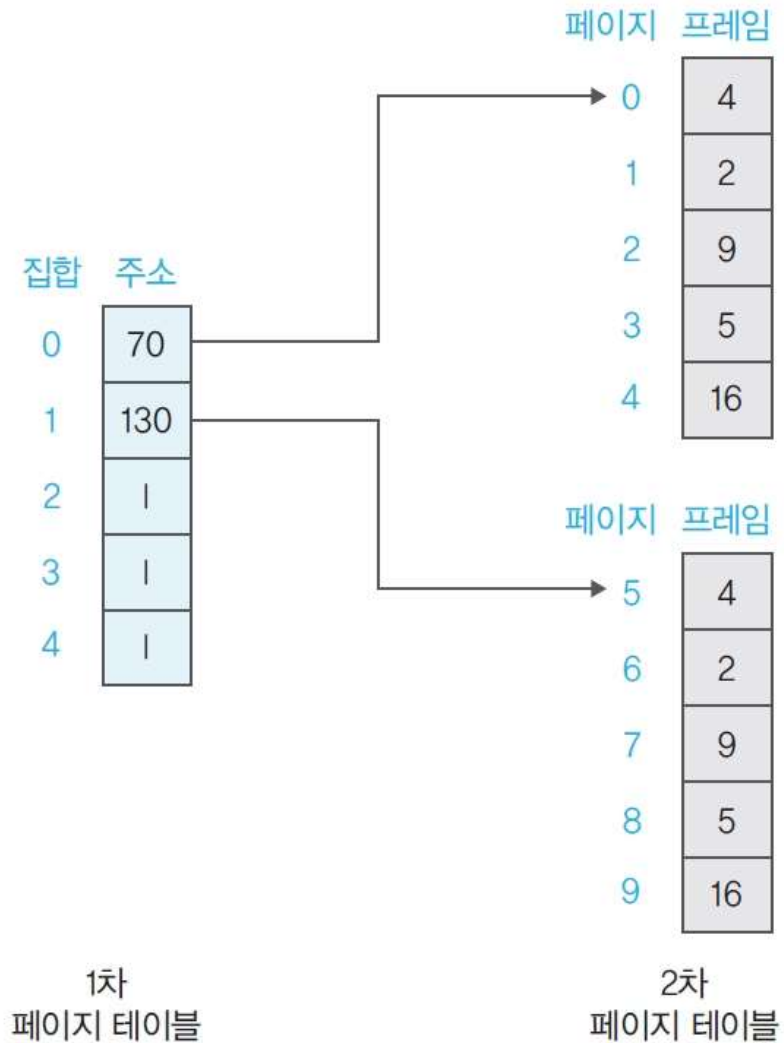 페이지 프레임
0 4
1 2
2 9
3 5
4 16
집합 주소
0 70
1 130
2 I
3 I
4 I
페이지 프레임
5 4
6 2
7 9
8 5
9 16
1차
페이지 테이블
2차
페이지 테이블